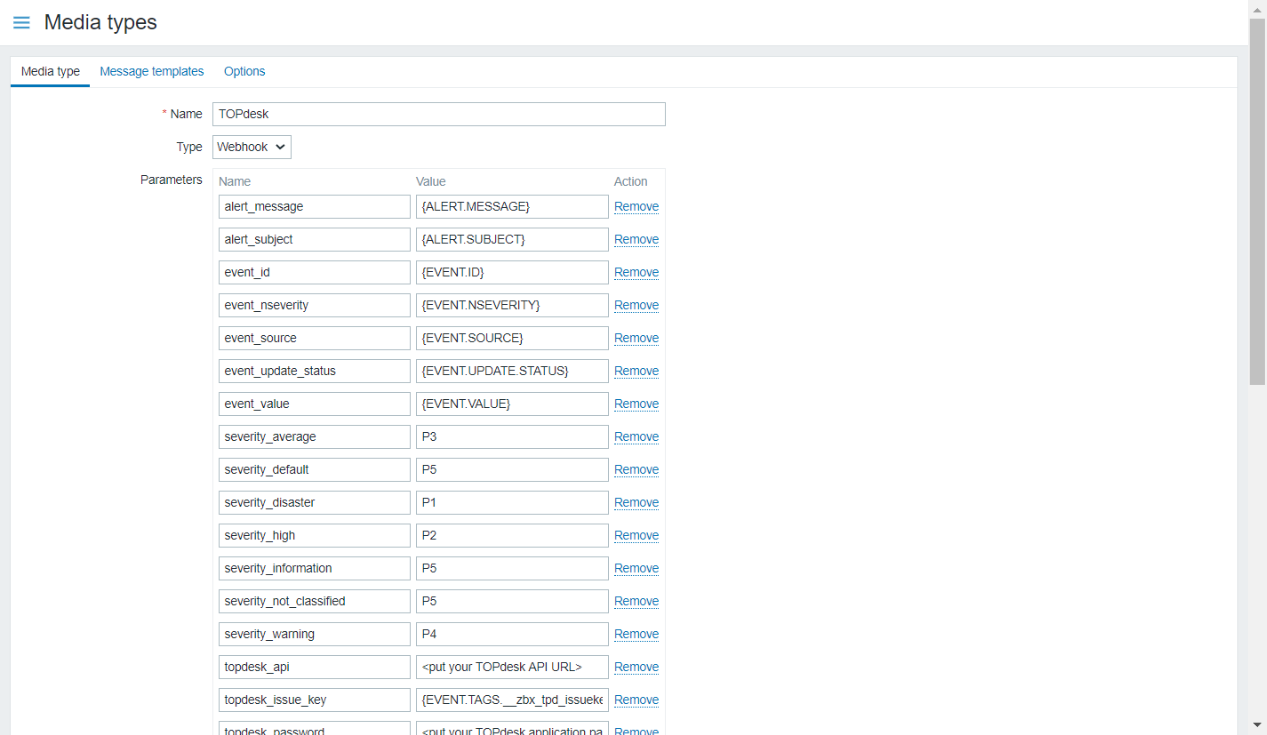 Media types
Media type Message templates Options
* Name TOPdesk
Type Webhook
Parameters Name Value Action
alert_message {ALERT.MESSAGE} Remove
alert_subject {ALERT.SUBJECT} Remove
event_id {EVENT.ID} Remove
event_nseverity {EVENT.NSEVERITY} Remove
event_source {EVENT.SOURCE} Remove
event_update_status {EVENT.UPDATE.STATUS} Remove
event_value {EVENT.VALUE} Remove
severity_average P3 Remove
severity_default P5 Remove
severity_disaster P1 Remove
severity_high P2 Remove
severity_information P5 Remove
severity_not_classified P5 Remove
severity_warning P4 Remove
topdesk_api <put your TOPdesk API URL> Remove
topdesk_issue_key {EVENT.TAGS.__zbx_tpd_issueke Remove
topdesk_password <put your TOPdesk application pa Remove